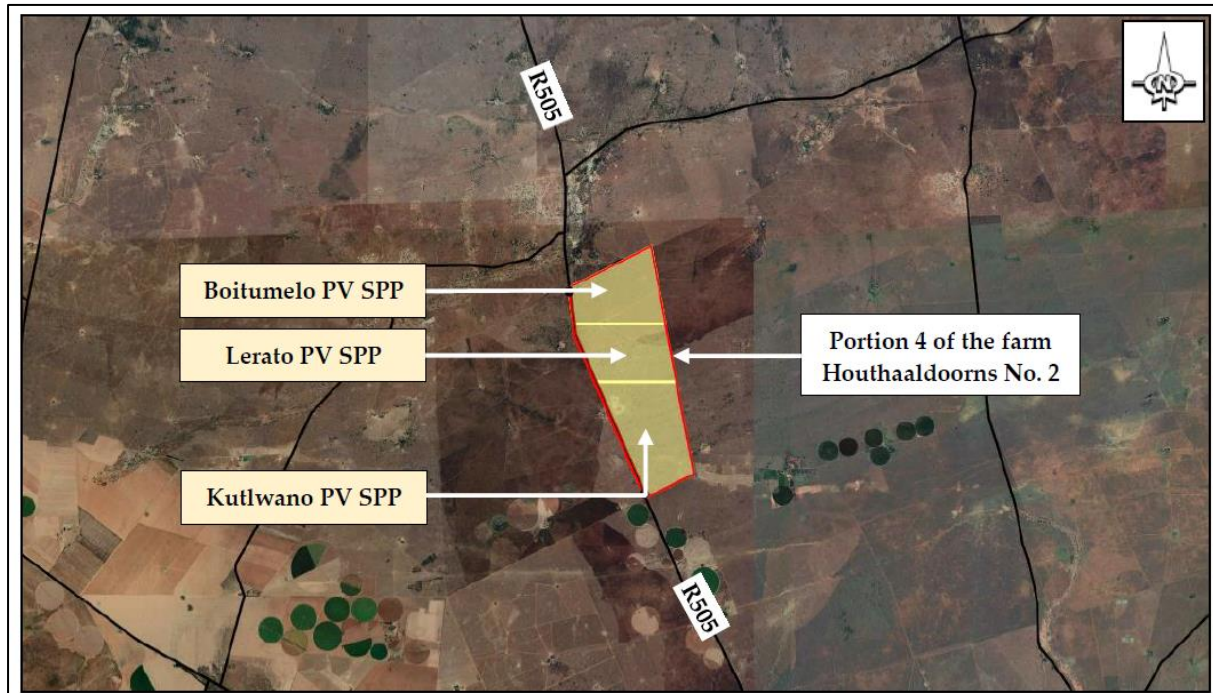 R505
Boitumelo PV SPP
Lerato PV SPP
Portion 4 of the farm
Houthaaldoorns No. 2
Kutlwano PV SPP
R505